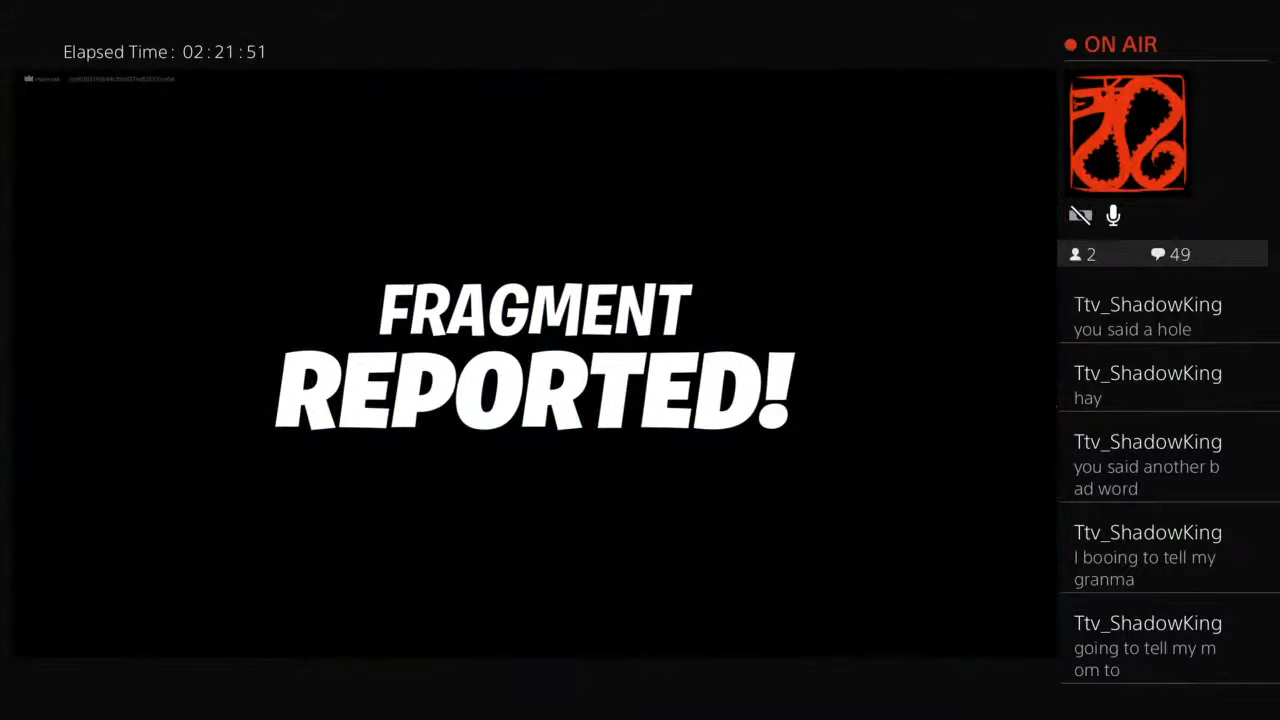 Elapsed Time: 02:21:51
ON AIR
FRAGMENT
REPORTED!
2 49
Ttv_ShadowKing
you said a hole
Ttv_ShadowKing
hay
Ttv_ShadowKing
you said another b
ad word
Ttv_ShadowKing
I booing to tell my
granma
Ttv_ShadowKing
going to tell my m
om to